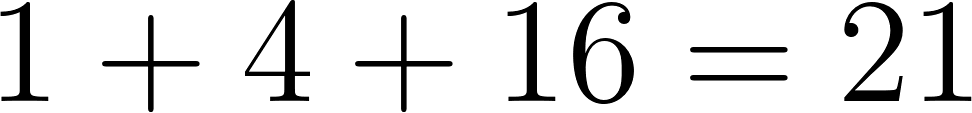 1 + 4 + 16 = 21